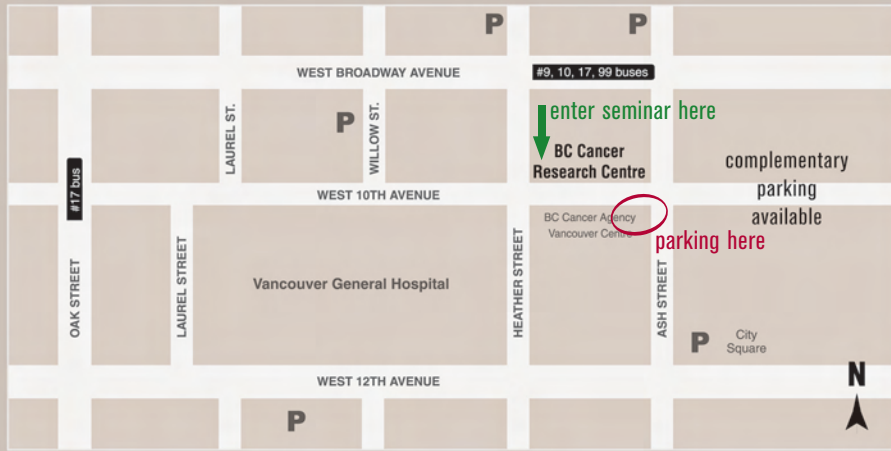 P
P
WEST BROADWAY AVENUE
#9, 10, 17, 99 buses
LAUREL ST.
P
WILLOW ST.
enter seminar here
BC Cancer
Research Centre
complementary
parking
available
#17 bus
WEST 10TH AVENUE
BC Cancer Agency
Vancouver Centre
parking here
OAK STREET
LAUREL STREET
Vancouver General Hospital
HEATHER STREET
ASH STREET
P
City
Square
WEST 12TH AVENUE
N
P